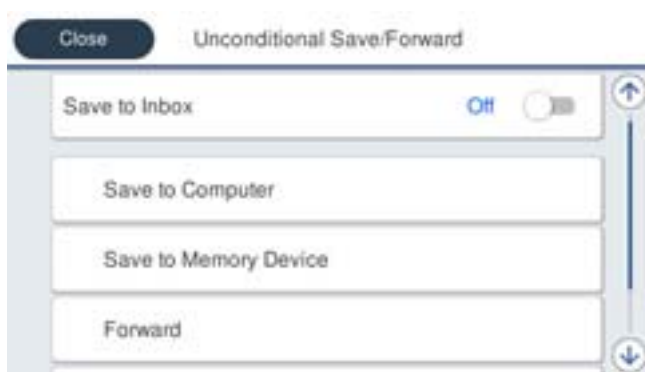 Close
Unconditional Save/Forward
Save to Inbox
Off
Save to Computer
Save to Memory Device
Forward